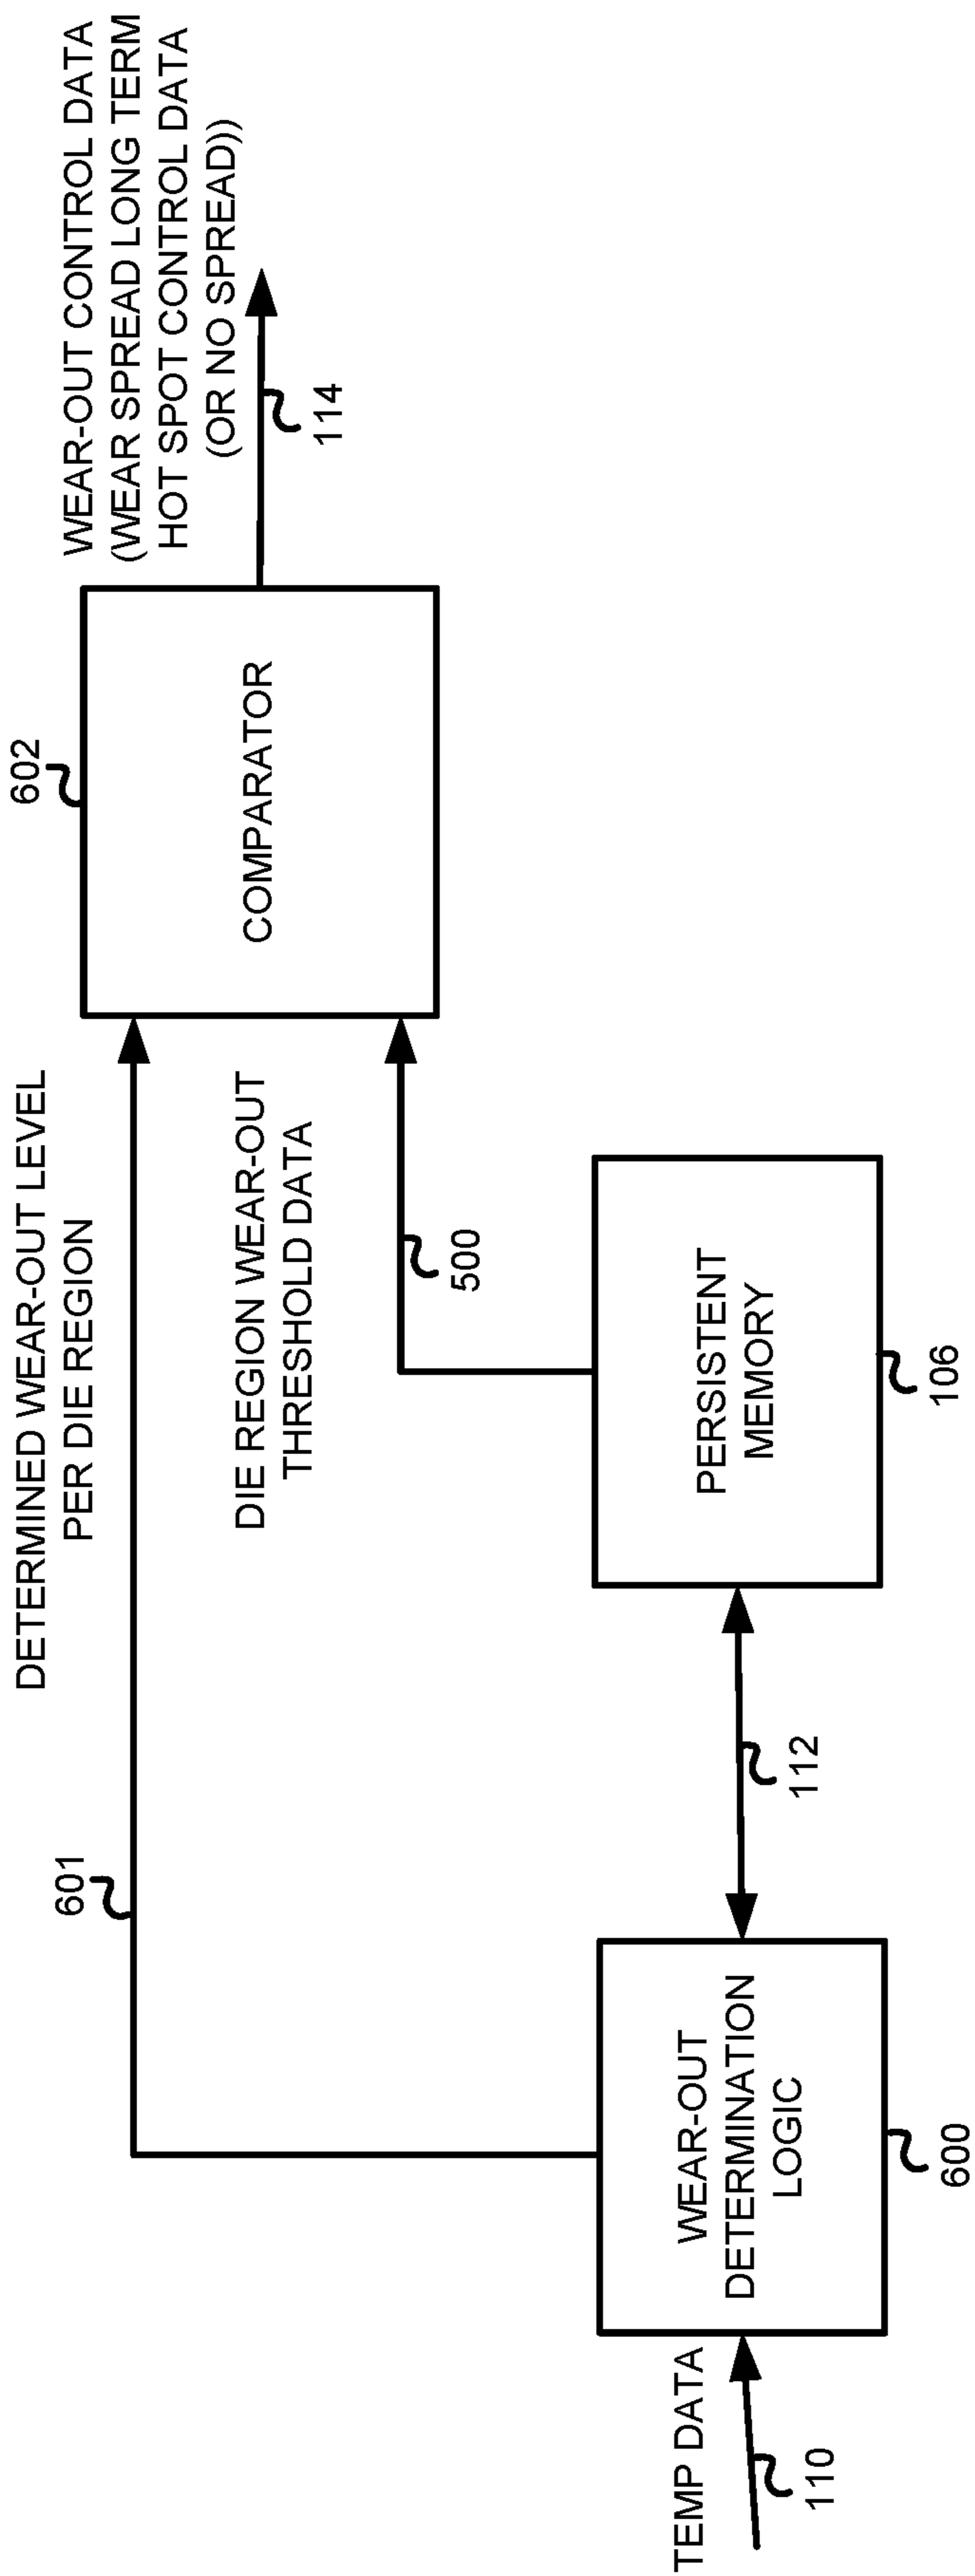 TEMP DATA
110
WEAR-OUT
DETERMINATION
LOGIC
600
601
112
DETERMINED WEAR-OUT LEVEL
PER DIE REGION
DIE REGION WEAR-OUT
THRESHOLD DATA
500
PERSISTENT
MEMORY
106
602
COMPARATOR
WEAR-OUT CONTROL DATA
(WEAR SPREAD LONG TERM
HOT SPOT CONTROL DATA
(OR NO SPREAD))
114